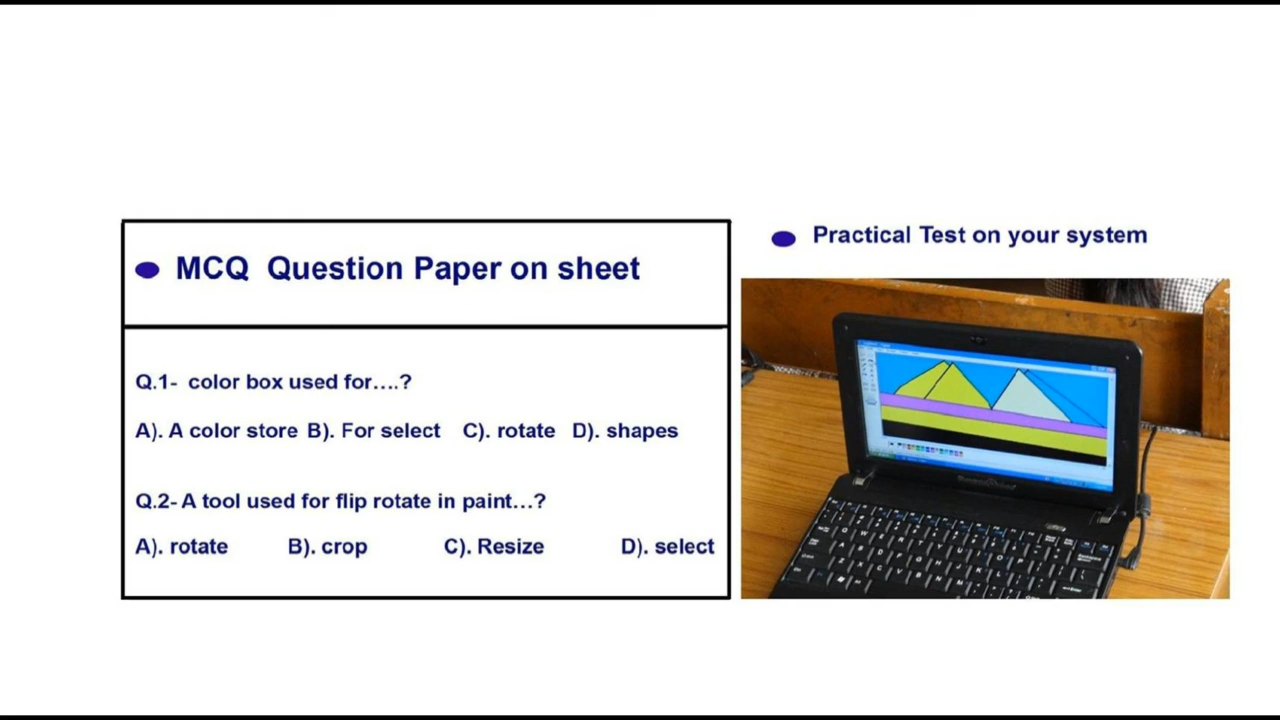 MCQ Question Paper on sheet
Q.1- color box used for....?
A). A color store B). For select C). rotate D). shapes
Q.2- A tool used for flip rotate in paint...?
A). rotate B). crop C). Resize D). select
Practical Test on your system